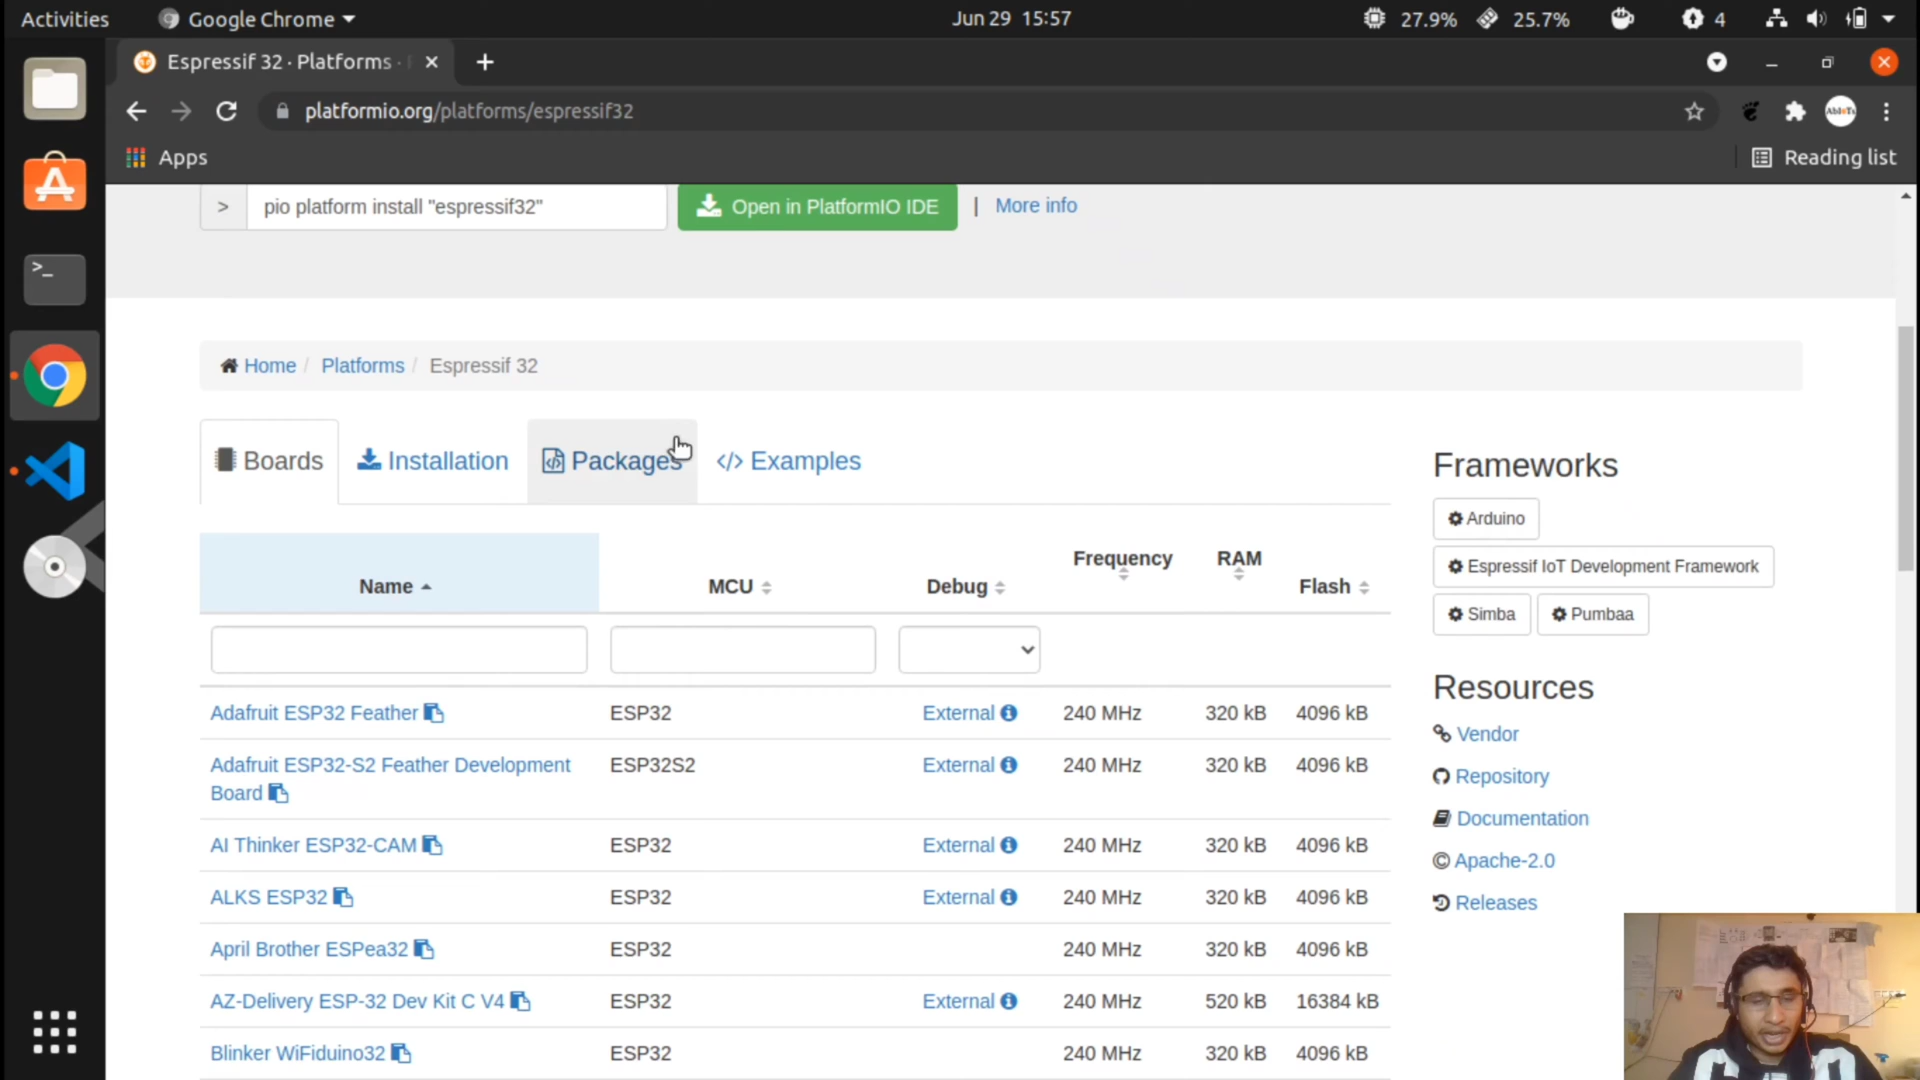 Activities Google Chrome Jun 29 15:57 27.9% 25.7% 4
Espressif 32 · Platforms ·
platformio.org/platforms/espressif32
Apps Reading list
> pio platform install "espressif32" Open in PlatformIO IDE | More info
Home / Platforms / Espressif 32
Boards Installation Packages </> Examples
Name MCU Debug Frequency RAM Flash
Adafruit ESP32 Feather ESP32 External 240 MHz 320 kB 4096 kB
Adafruit ESP32-S2 Feather Development ESP32S2 External 240 MHz 320 kB 4096 kB
Board
AI Thinker ESP32-CAM ESP32 External 240 MHz 320 kB 4096 kB
ALKS ESP32 ESP32 External 240 MHz 320 kB 4096 kB
April Brother ESPea32 ESP32 240 MHz 320 kB 4096 kB
AZ-Delivery ESP-32 Dev Kit C V4 ESP32 External 240 MHz 520 kB 16384 kB
Blinker WiFiduino32 ESP32 240 MHz 320 kB 4096 kB
Frameworks
Arduino
Espressif IoT Development Framework
Simba Pumbaa
Resources
Vendor
Repository
Documentation
Apache-2.0
Releases